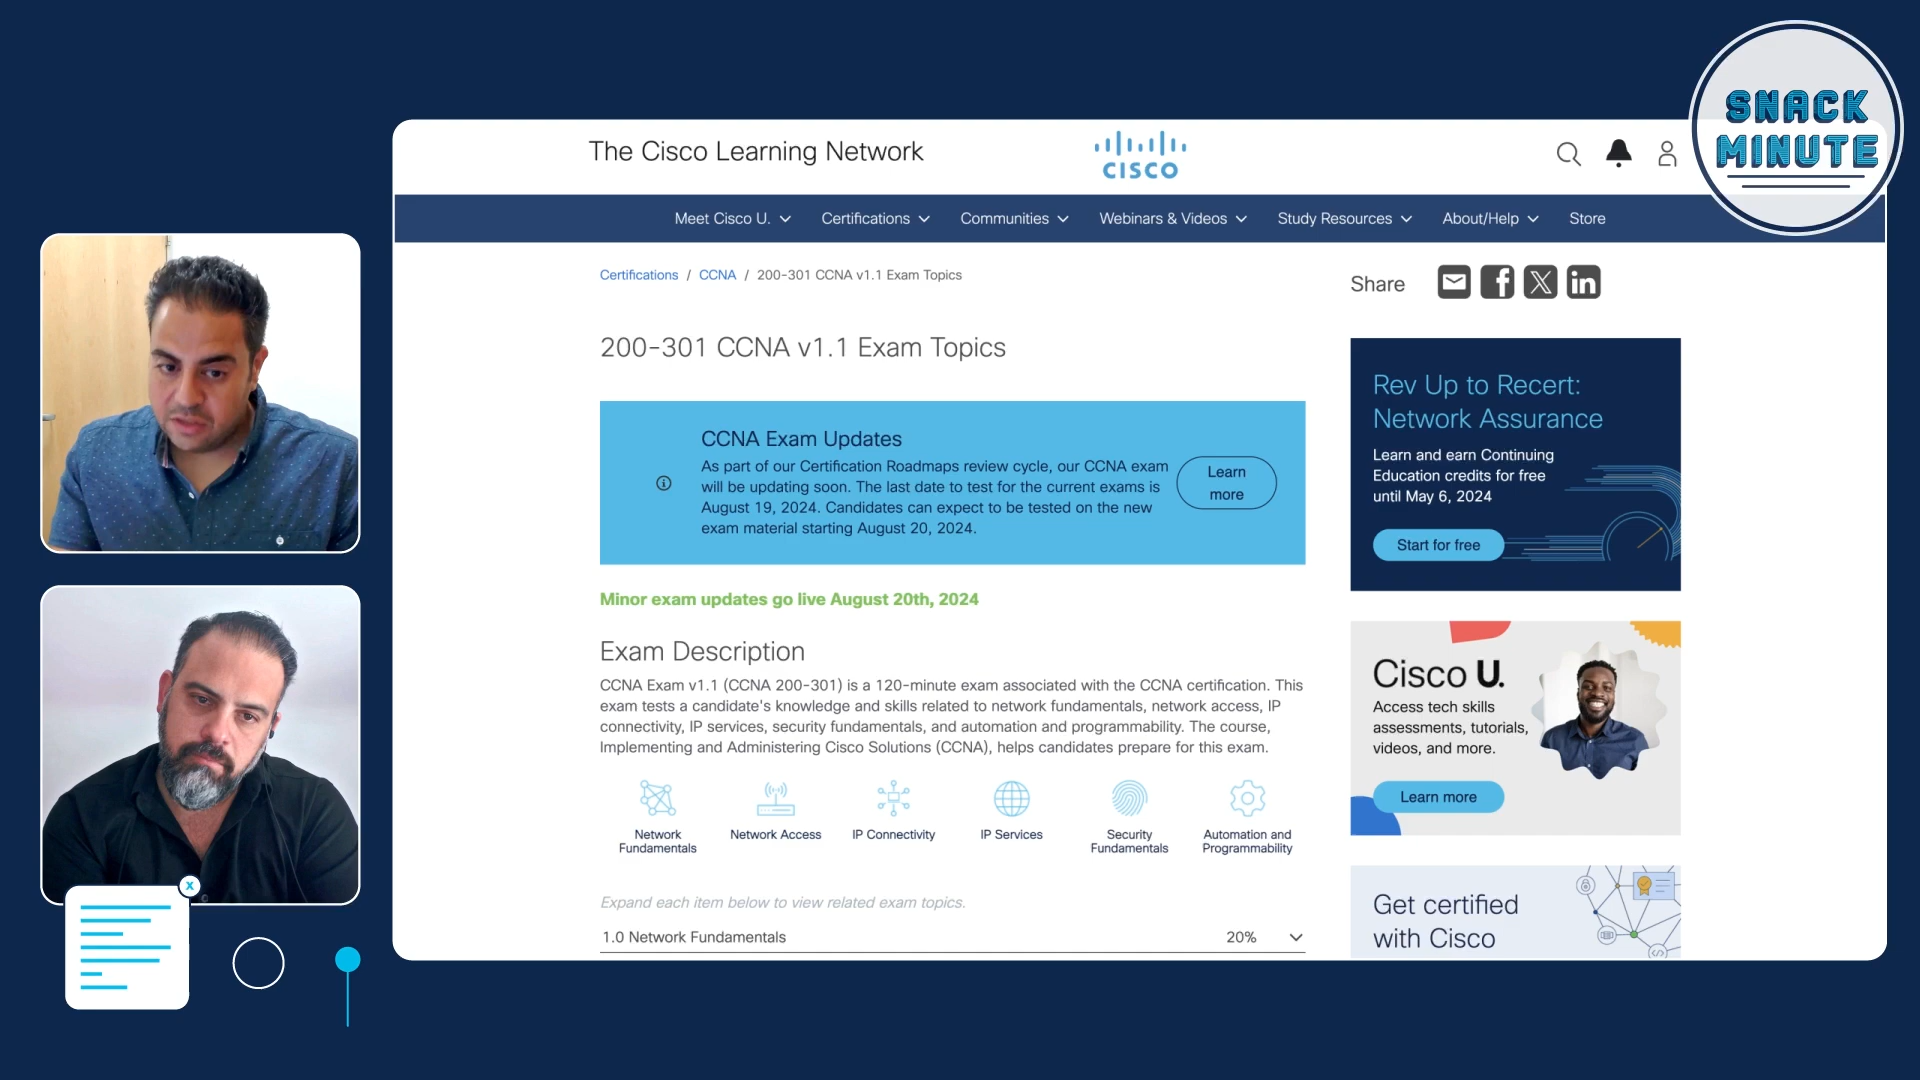 SNACK
MINUTE
The Cisco Learning Network
CISCO
Meet Cisco U.
Certifications
Communities
Webinars & Videos
Study Resources
About/Help
Store
Certifications / CCNA / 200-301 CCNA v1.1 Exam Topics
Share
200-301 CCNA v1.1 Exam Topics
CCNA Exam Updates
As part of our Certification Roadmaps review cycle, our CCNA exam
will be updating soon. The last date to test for the current exams is
August 19, 2024. Candidates can expect to be tested on the new
exam material starting August 20, 2024.
Learn
more
Minor exam updates go live August 20th, 2024
Exam Description
CCNA Exam v1.1 (CCNA 200-301) is a 120-minute exam associated with the CCNA certification. This
exam tests a candidate's knowledge and skills related to network fundamentals, network access, IP
connectivity, IP services, security fundamentals, and automation and programmability. The course,
Implementing and Administering Cisco Solutions (CCNA), helps candidates prepare for this exam.
Network
Fundamentals
Network Access
IP Connectivity
IP Services
Security
Fundamentals
Automation and
Programmability
Expand each item below to view related exam topics.
1.0 Network Fundamentals 20%
Rev Up to Recert:
Network Assurance
Learn and earn Continuing
Education credits for free
until May 6, 2024
Start for free
Cisco U.
Access tech skills
assessments, tutorials,
videos, and more.
Learn more
Get certified
with Cisco
x